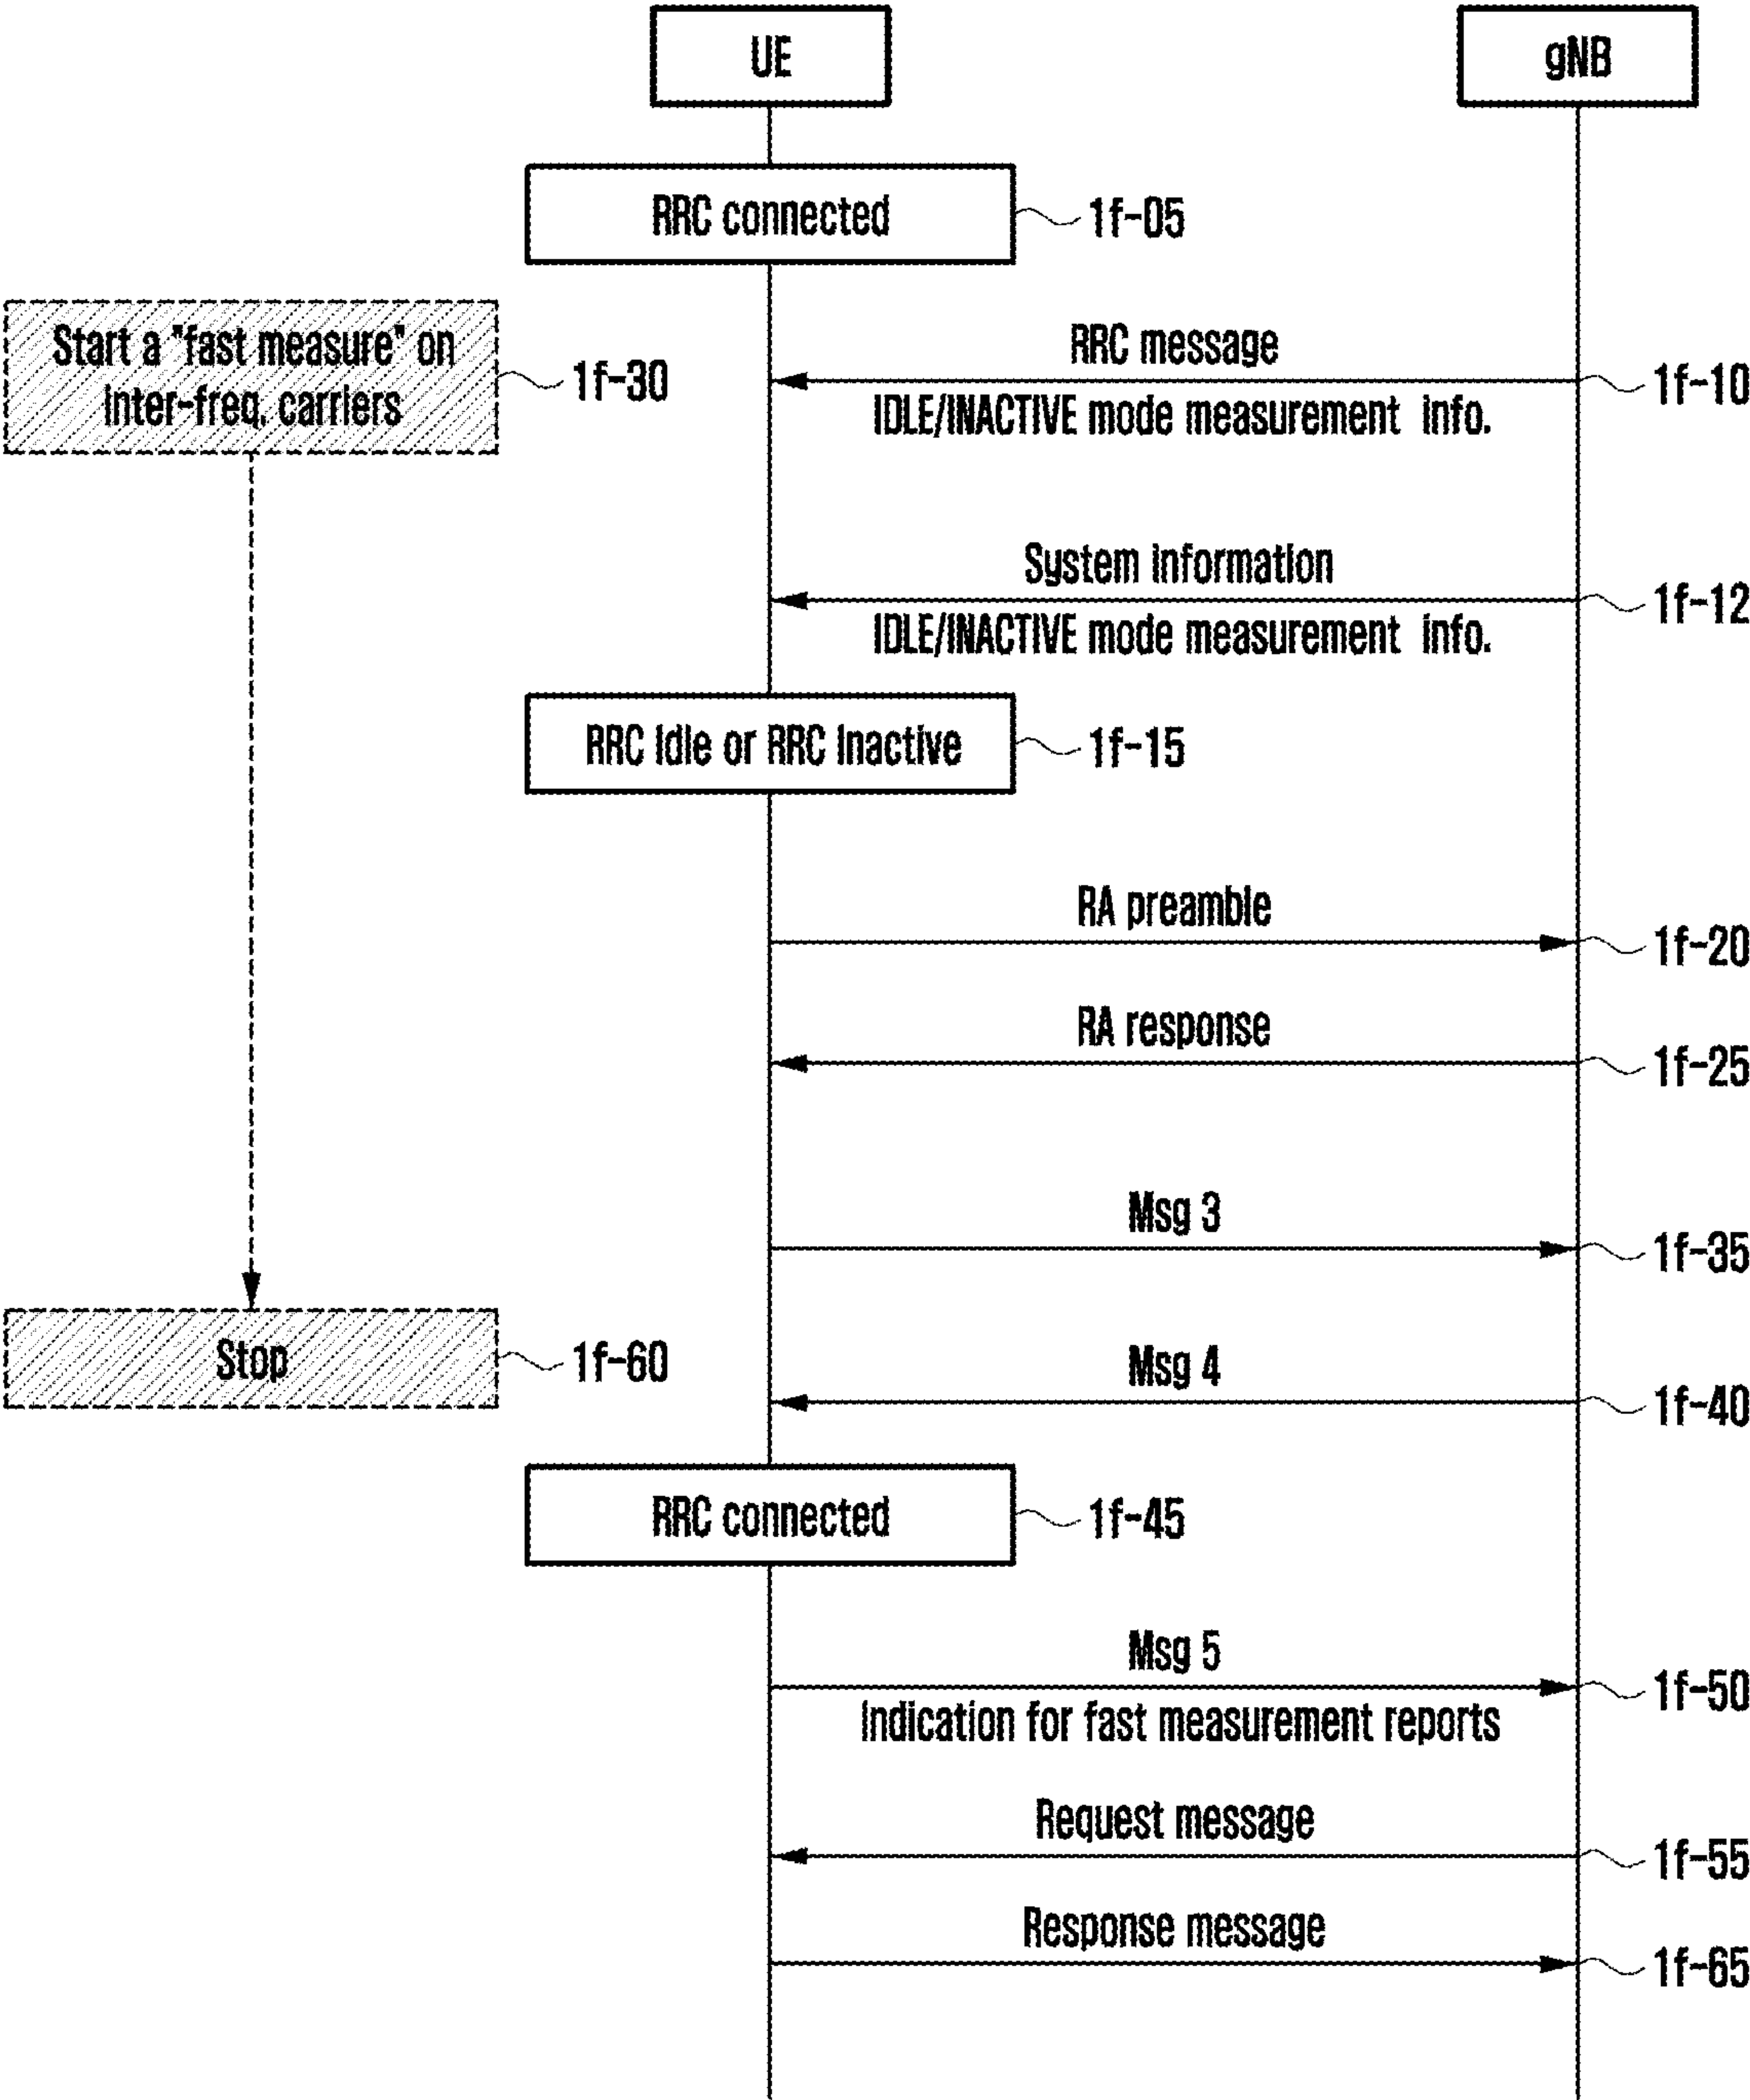 UE
gNB
RRC connected
1f-05
Start a "fast measure" on
inter-freq. carriers
1f-30
RRC message
1f-10
IDLE/INACTIVE mode measurement info.
System information
1f-12
IDLE/INACTIVE mode measurement info.
RRC Idle or RRC Inactive
1f-15
RA preamble
1f-20
RA response
1f-25
Msg 3
1f-35
Stop
1f-60
Msg 4
1f-40
RRC connected
1f-45
Msg 5
1f-50
Indication for fast measurement reports
Request message
1f-55
Response message
1f-65